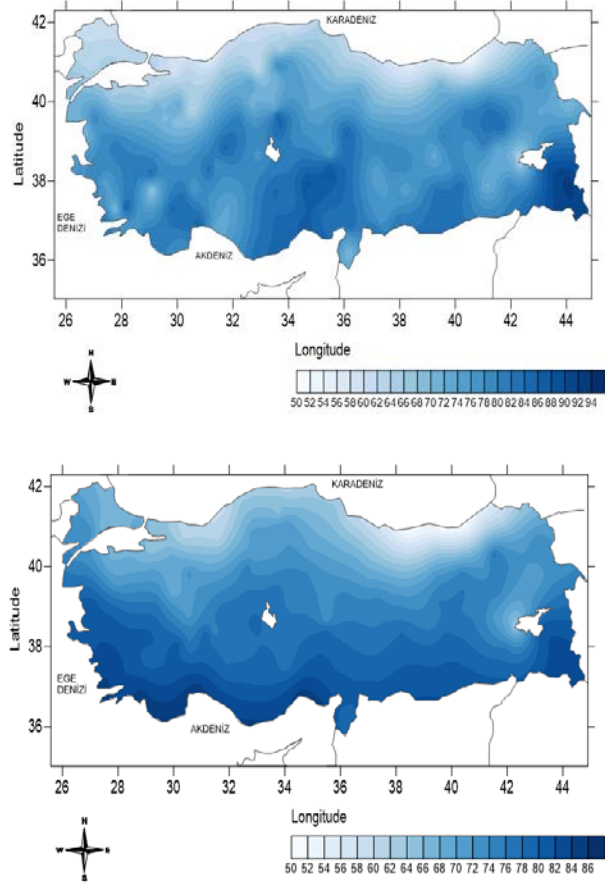 KARADENİZ
42
40
38
36
Latitude
EGE
DENİZİ
AKDENİZ
26 28 30 32 34 36 38 40 42 44
Longitude
N
W E
S
50 52 54 56 58 60 62 64 66 68 70 72 74 76 78 80 82 84 86 88 90 92 94
KARADENİZ
42
40
38
36
Latitude
EGE
DENİZİ
AKDENİZ
26 28 30 32 34 36 38 40 42 44
Longitude
N
W E
S
50 52 54 56 58 60 62 64 66 68 70 72 74 76 78 80 82 84 86